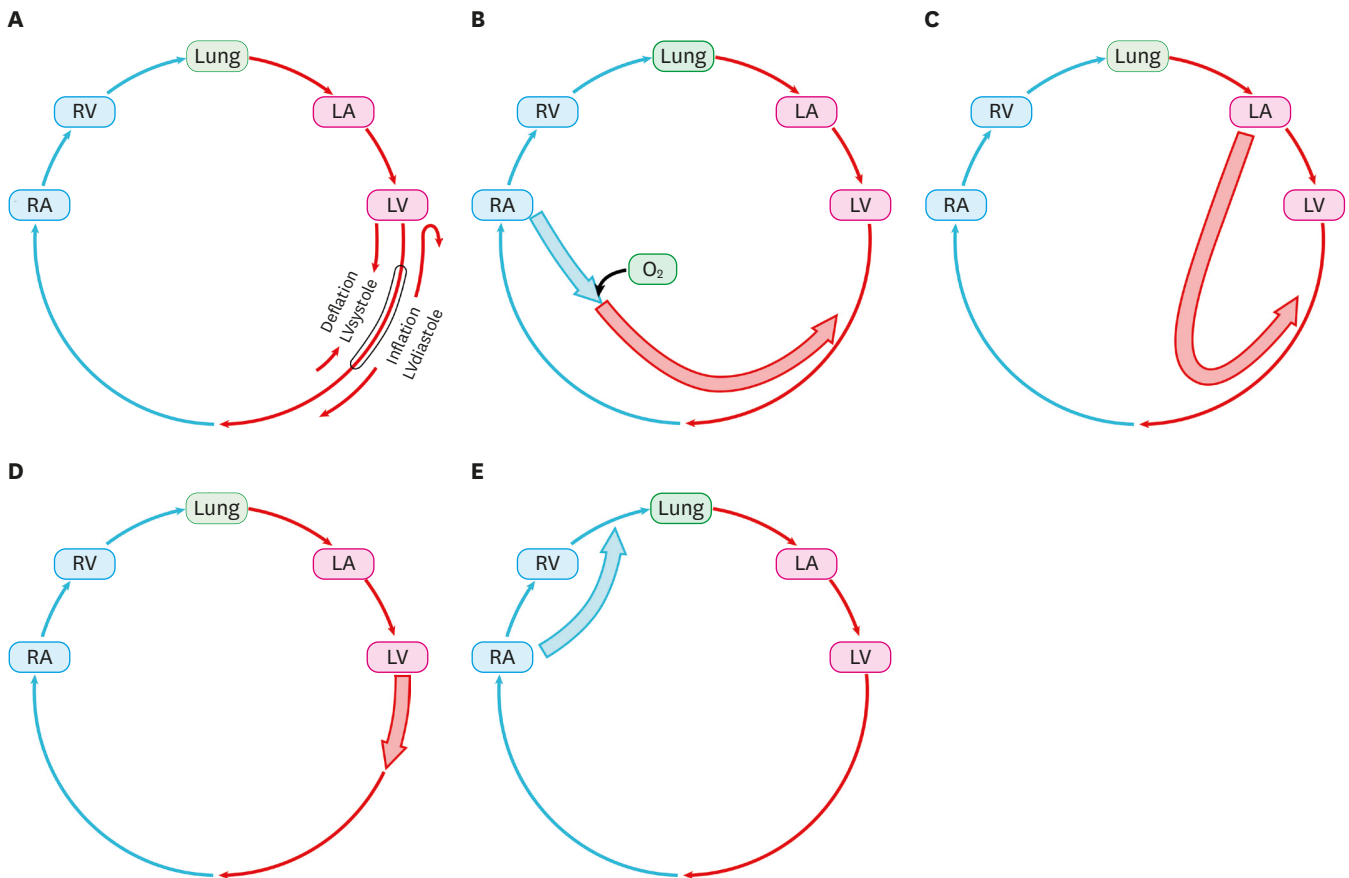 A
Lung
RV
LA
RA
LV
Deflation
LVsystole
Inflation
LVdiastole
B
Lung
RV
LA
RA
LV
O₂
C
Lung
RV
LA
RA
LV
D
Lung
RV
LA
RA
LV
E
Lung
RV
LA
RA
LV